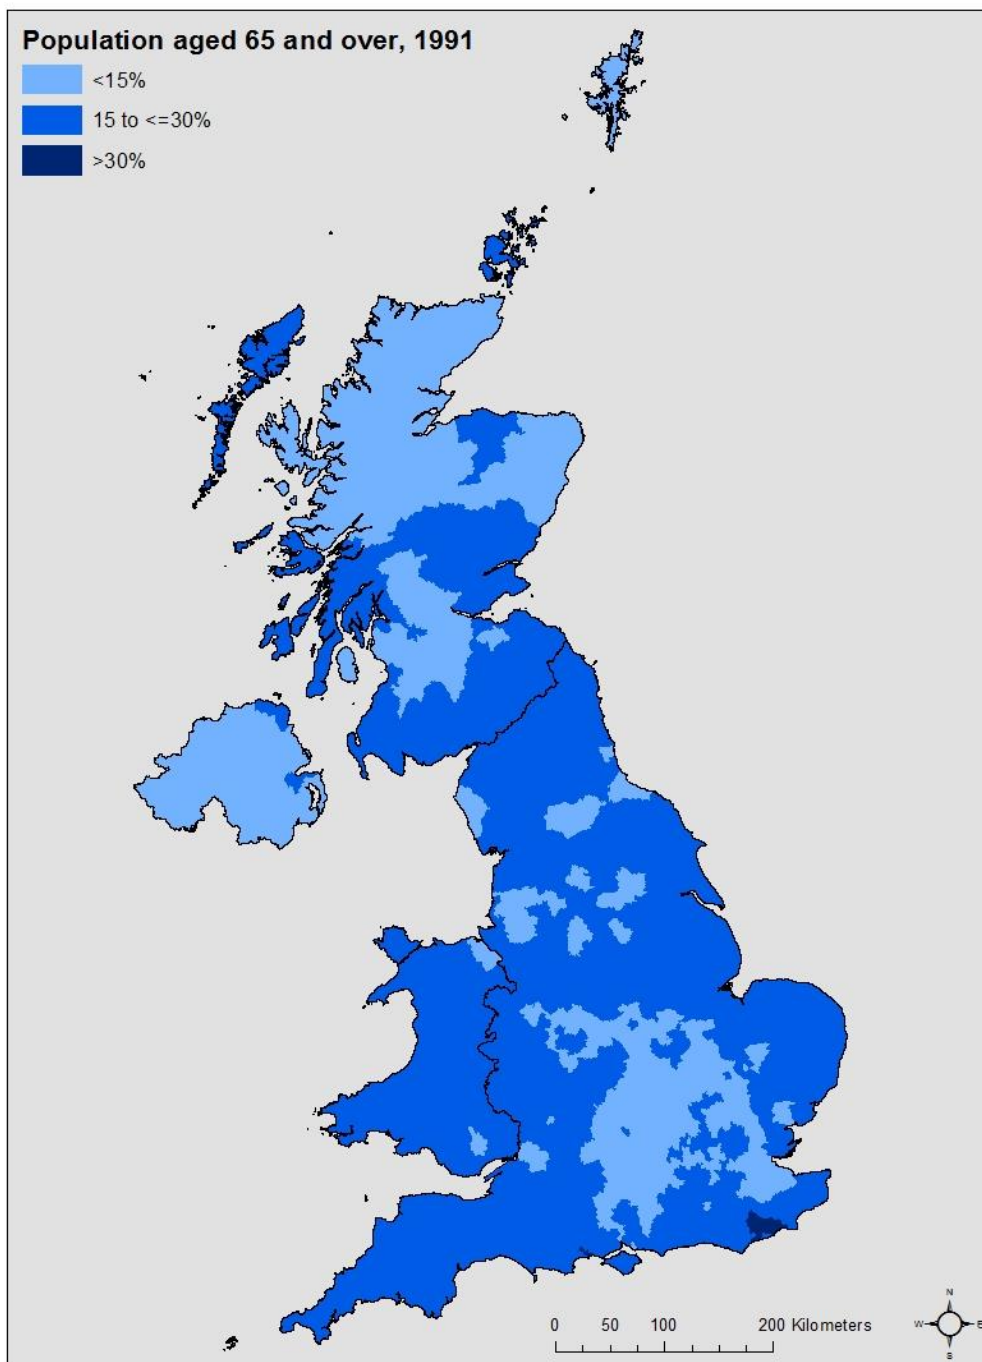 Population aged 65 and over, 1991
<15%
15 to <=30%
>30%
0 50 100 200 Kilometers
N
W E
S